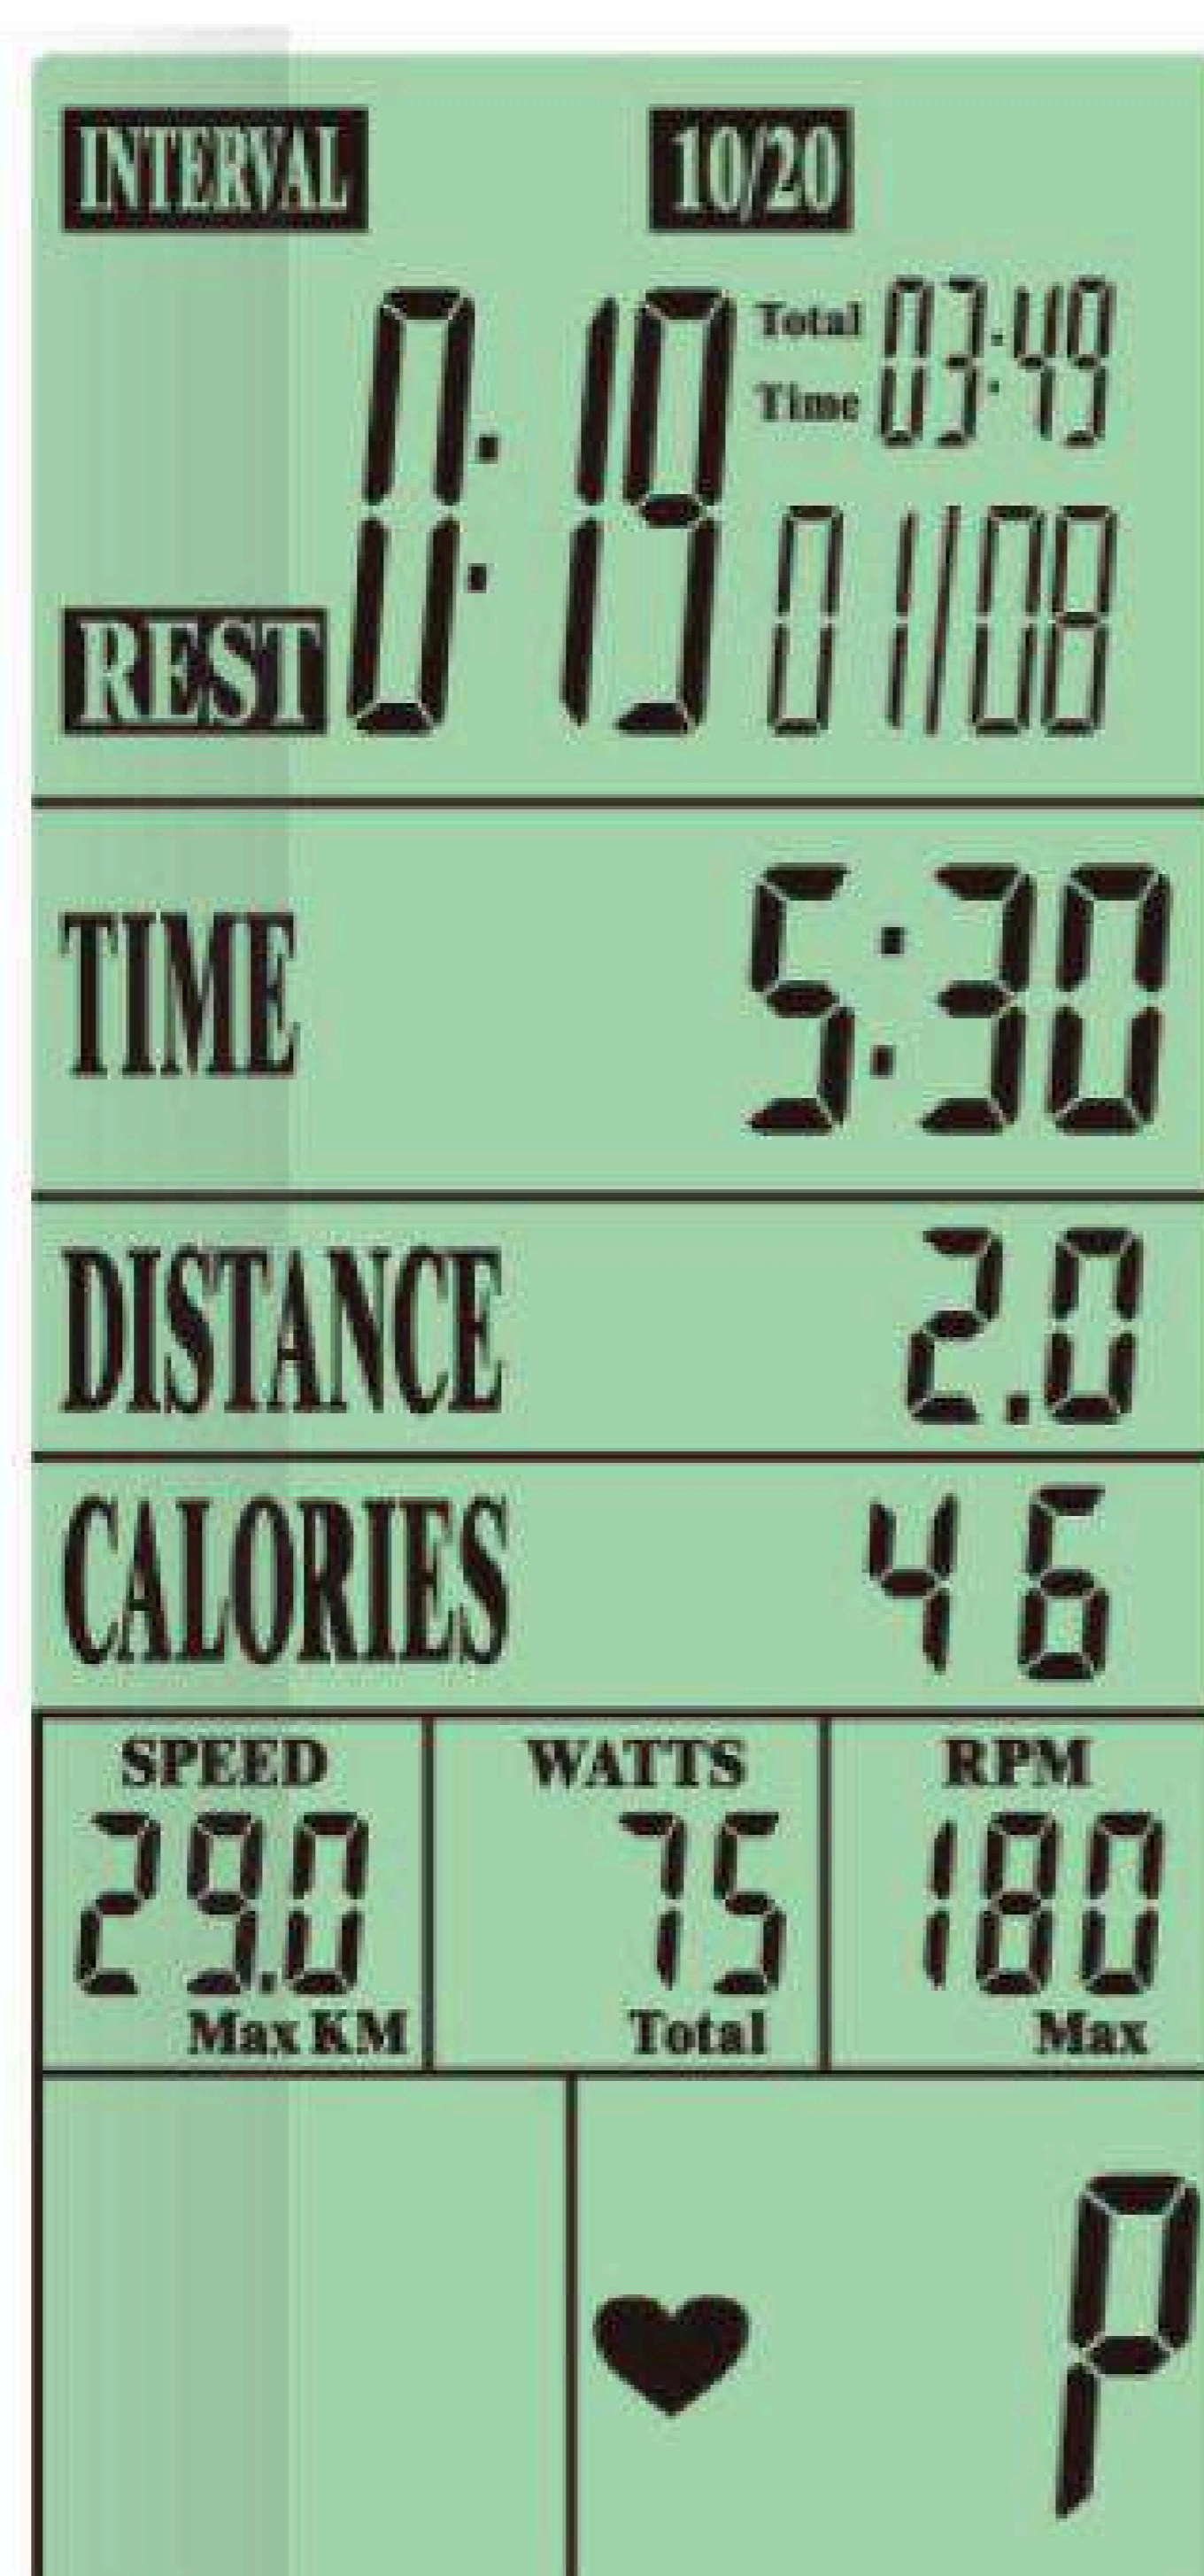 INTERVAL 10/20
0:19 Total Time 03:49
REST 01/08
TIME 5:30
DISTANCE 2.0
CALORIES 46
SPEED WATTS RPM
29.0 75 180
Max KM Total Max
P